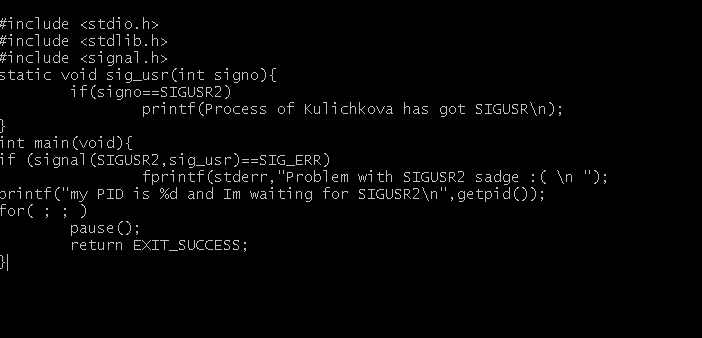 #include <stdio.h>
#include <stdlib.h>
#include <signal.h>
static void sig_usr(int signo){
        if(signo==SIGUSR2)
                printf(Process of Kulichkova has got SIGUSR\n);
}
int main(void){
if (signal(SIGUSR2,sig_usr)==SIG_ERR)
                fprintf(stderr,"Problem with SIGUSR2 sadge :( \n ");
printf("my PID is %d and Im waiting for SIGUSR2\n",getpid());
for( ; ; )
        pause();
        return EXIT_SUCCESS;
}